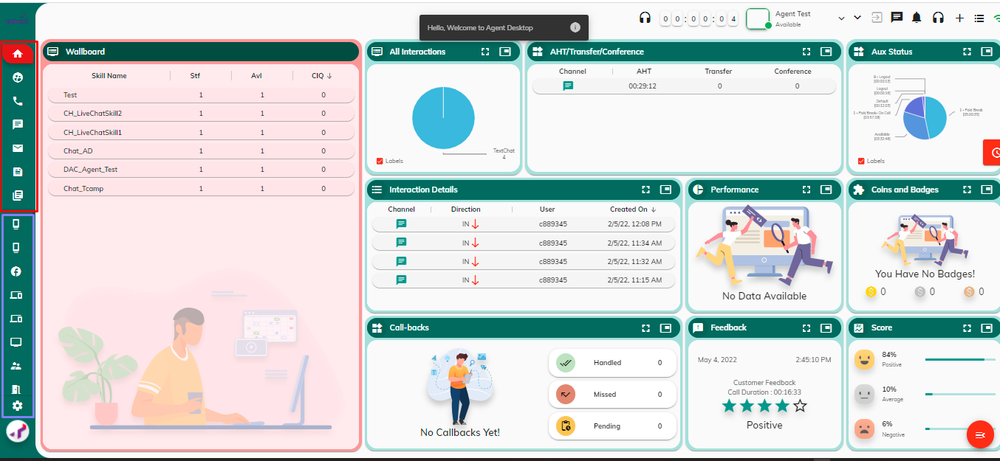 Hello, Welcome to Agent Desktop
0 0 : 0 0 : 0 4
Agent Test
Available
Wallboard
Skill Name Stf Avl CIQ
Test 1 1 0
CH_LiveChatSkill2 1 1 0
CH_LiveChatSkill1 1 1 0
Chat_AD 1 1 0
DAC_Agent_Test 1 1 0
Chat_Tcamp 1 1 0
All Interactions
TextChat
4
Labels
AHT/Transfer/Conference
Channel AHT Transfer Conference
00:29:12 0 0
Aux Status
9 - Logout
[00:00:13]
Logout
Default
[00:12:03]
1 - Paid Break- On Call
[01:57:18]
Available
[03:32:48]
1 - Paid Break
[05:00:35]
Labels
Interaction Details
Channel Direction User Created On
IN c889345 2/5/22, 12:08 PM
IN c889345 2/5/22, 11:34 AM
IN c889345 2/5/22, 11:32 AM
IN c889345 2/5/22, 11:15 AM
Performance
No Data Available
Coins and Badges
You Have No Badges!
0 0 0
Call-backs
No Callbacks Yet!
Handled 0
Missed 0
Pending 0
Feedback
May 4, 2022 2:45:10 PM
Customer Feedback
Call Duration : 00:16:33
Positive
Score
84%
Positive
10%
Average
6%
Negative